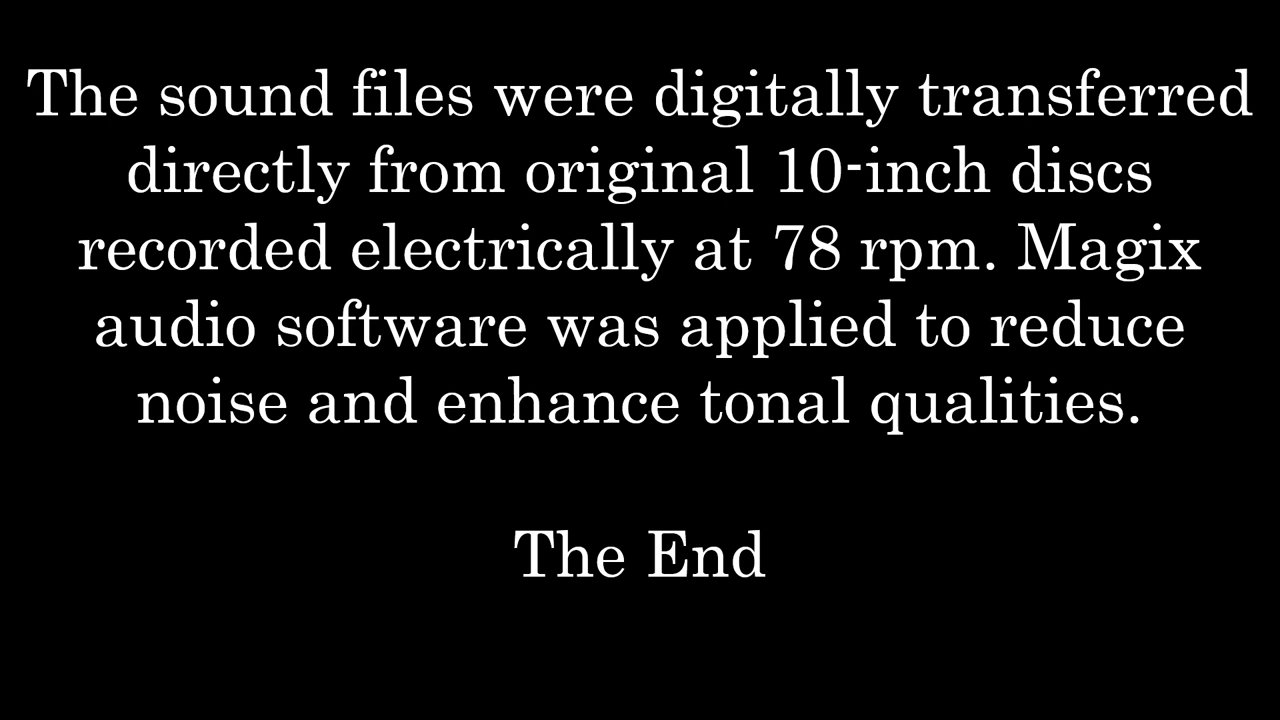 The sound files were digitally transferred
directly from original 10-inch discs
recorded electrically at 78 rpm. Magix
audio software was applied to reduce
noise and enhance tonal qualities.
The End